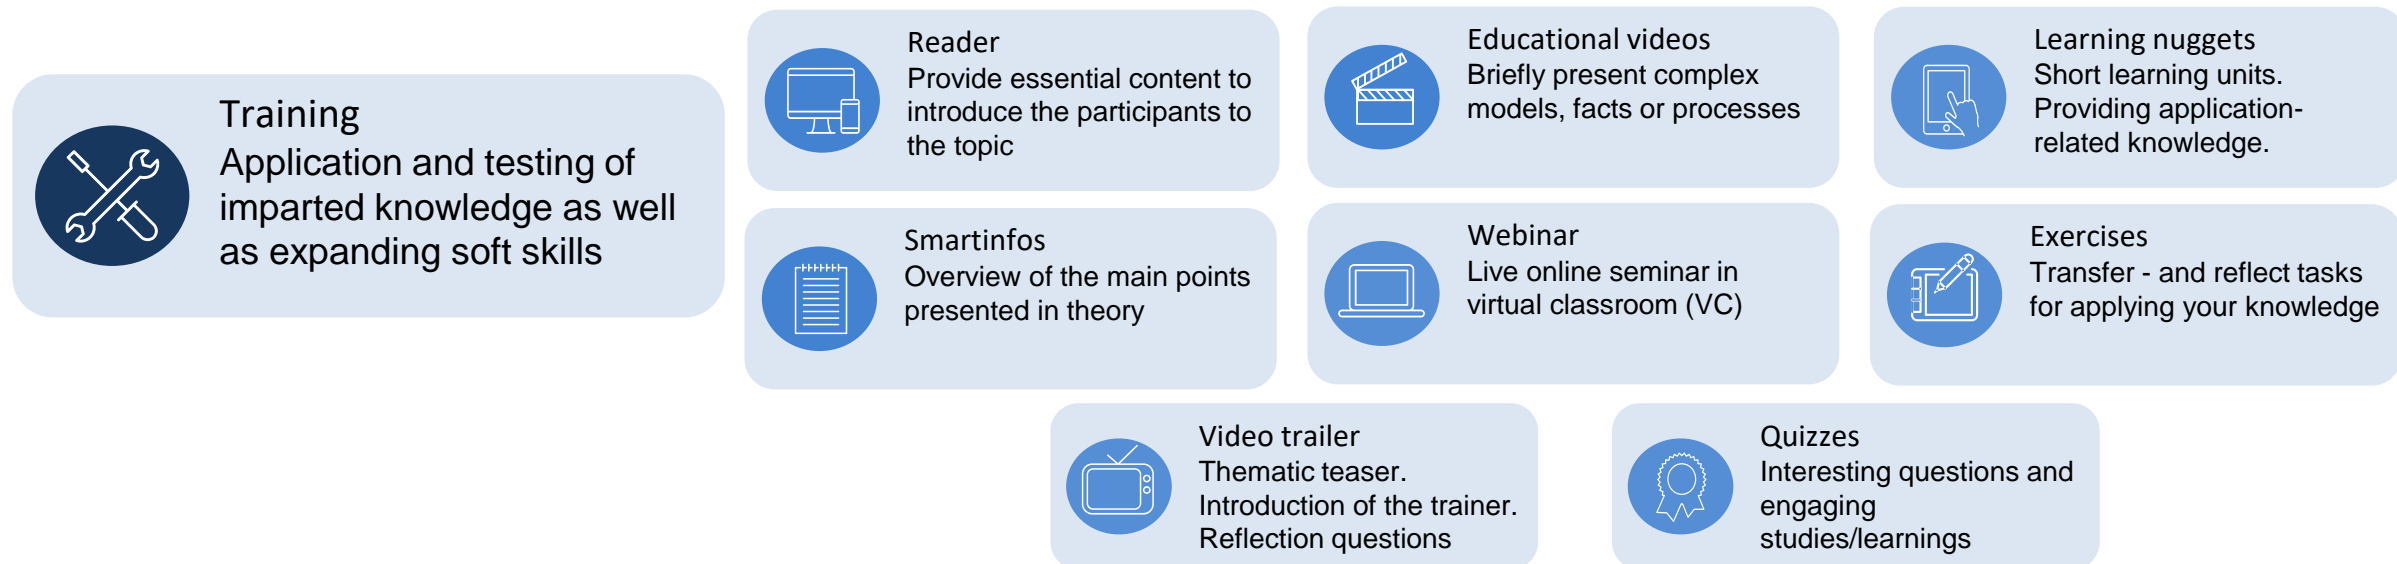 Training
Application and testing of
imparted knowledge as well
as expanding soft skills
Reader
Provide essential content to
introduce the participants to
the topic
Educational videos
Briefly present complex
models, facts or processes
Learning nuggets
Short learning units.
Providing application-
related knowledge.
Smartinfos
Overview of the main points
presented in theory
Webinar
Live online seminar in
virtual classroom (VC)
Exercises
Transfer - and reflect tasks
for applying your knowledge
Video trailer
Thematic teaser.
Introduction of the trainer.
Reflection questions
Quizzes
Interesting questions and
engaging
studies/learnings